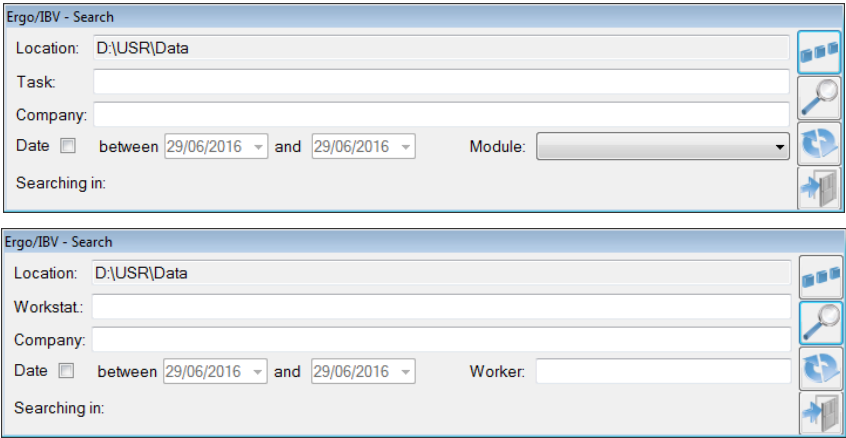 Ergo/IBV - Search
Location: D:\USR\Data
Task:
Company:
Date between 29/06/2016 and 29/06/2016 Module:
Searching in:
Ergo/IBV - Search
Location: D:\USR\Data
Workstat.:
Company:
Date between 29/06/2016 and 29/06/2016 Worker:
Searching in: